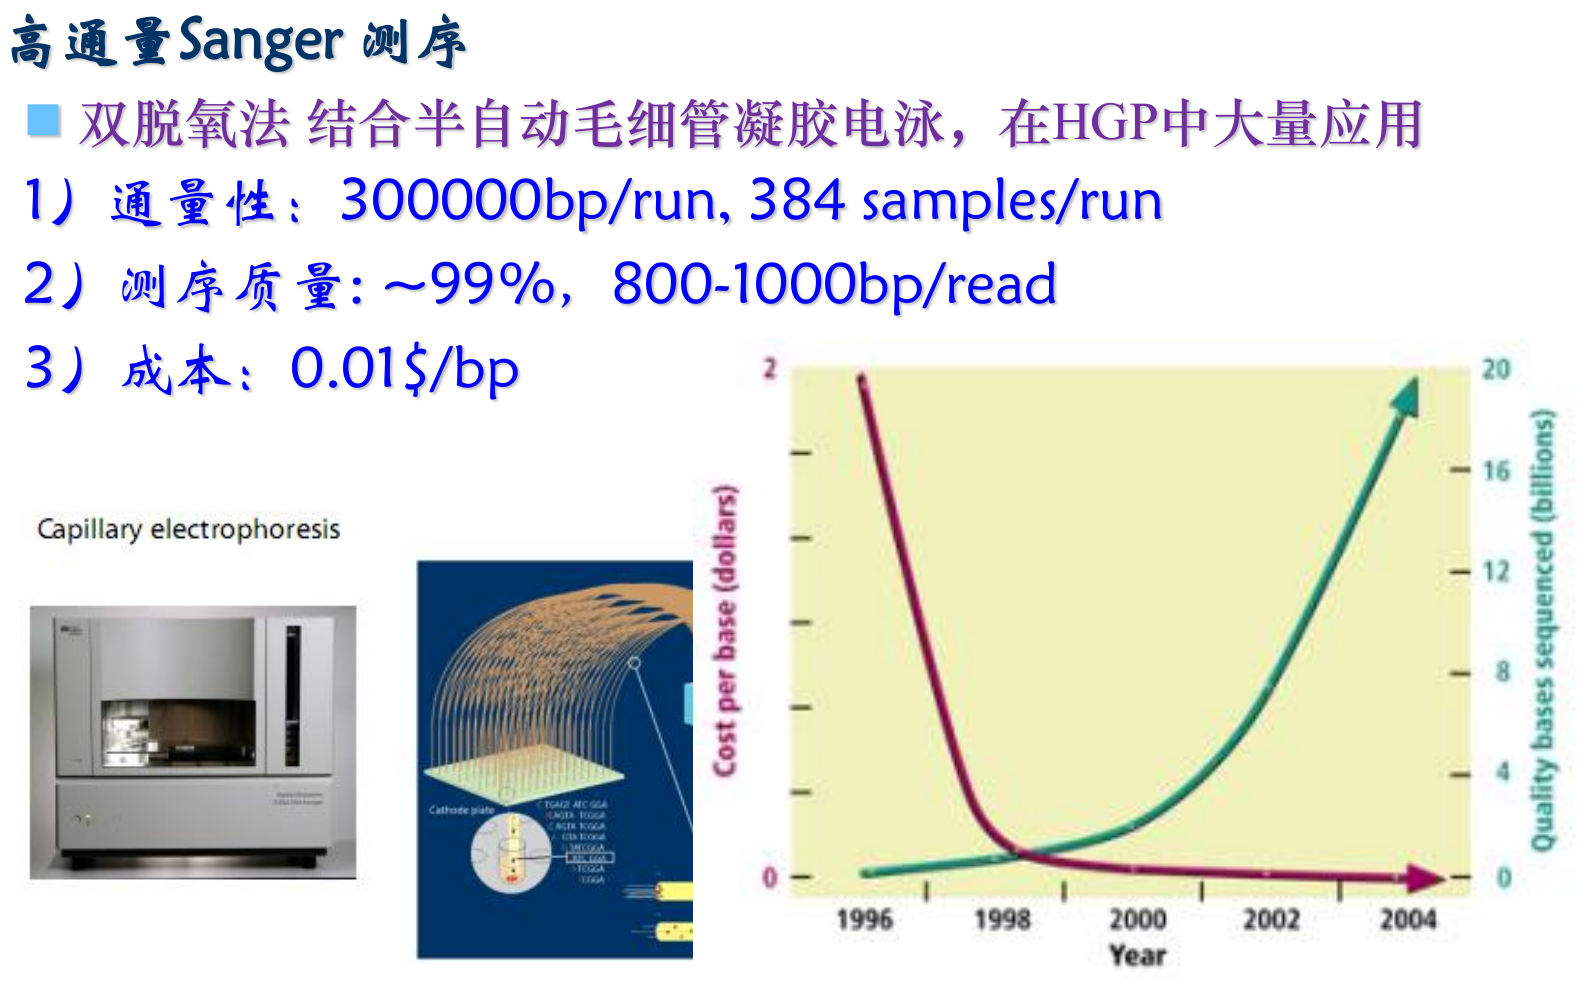 高通量Sanger 测序
双脱氧法 结合半自动毛细管凝胶电泳，在HGP中大量应用
1）通量性：300000bp/run, 384 samples/run
2）测序质量: ~99%，800-1000bp/read
3）成本：0.01$/bp
Capillary electrophoresis
Cathode plate
2
0
Cost per base (dollars)
20
16
12
8
4
0
Quality bases sequenced (billions)
1996
1998
2000
2002
2004
Year